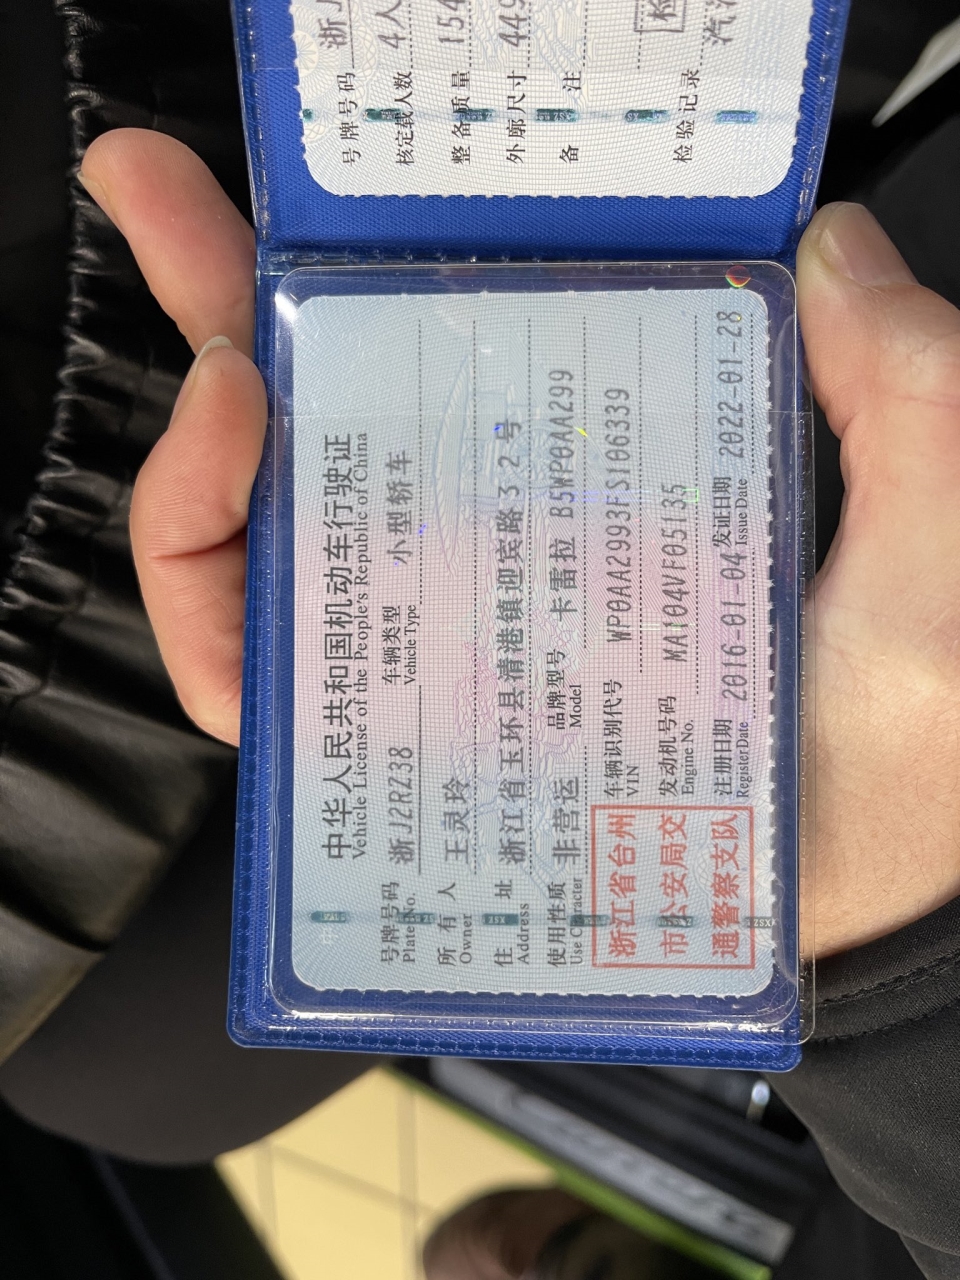 中华人民共和国机动车行驶证
Vehicle License of the People's Republic of China
号牌号码 浙J2RZ38 车辆类型 小型轿车
Plate No. Vehicle Type
所有人 王灵玲
Owner
住址 浙江省玉环县清港镇迎宾路32号
Address
使用性质 非营运 品牌型号 卡雷拉 B5WP0AA299
Use Character Model
浙江省台州
市公安局交
通警察支队
车辆识别代号 WP0AA2993FS106339
VIN
发动机号码 MA104VF05135
Engine No.
注册日期 2016-01-04 发证日期 2022-01-28
Register Date Issue Date
号牌号码 浙J
核定载人数 4人
整备质量 154
外廓尺寸 449
备注
检验记录